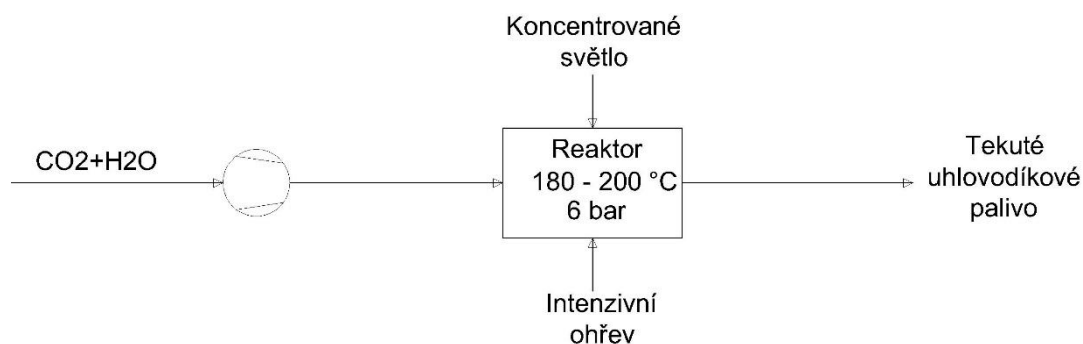 Koncentrované
světlo
CO2+H2O
Reaktor
180 - 200 °C
6 bar
Tekuté
uhlovodíkové
palivo
Intenzivní
ohřev